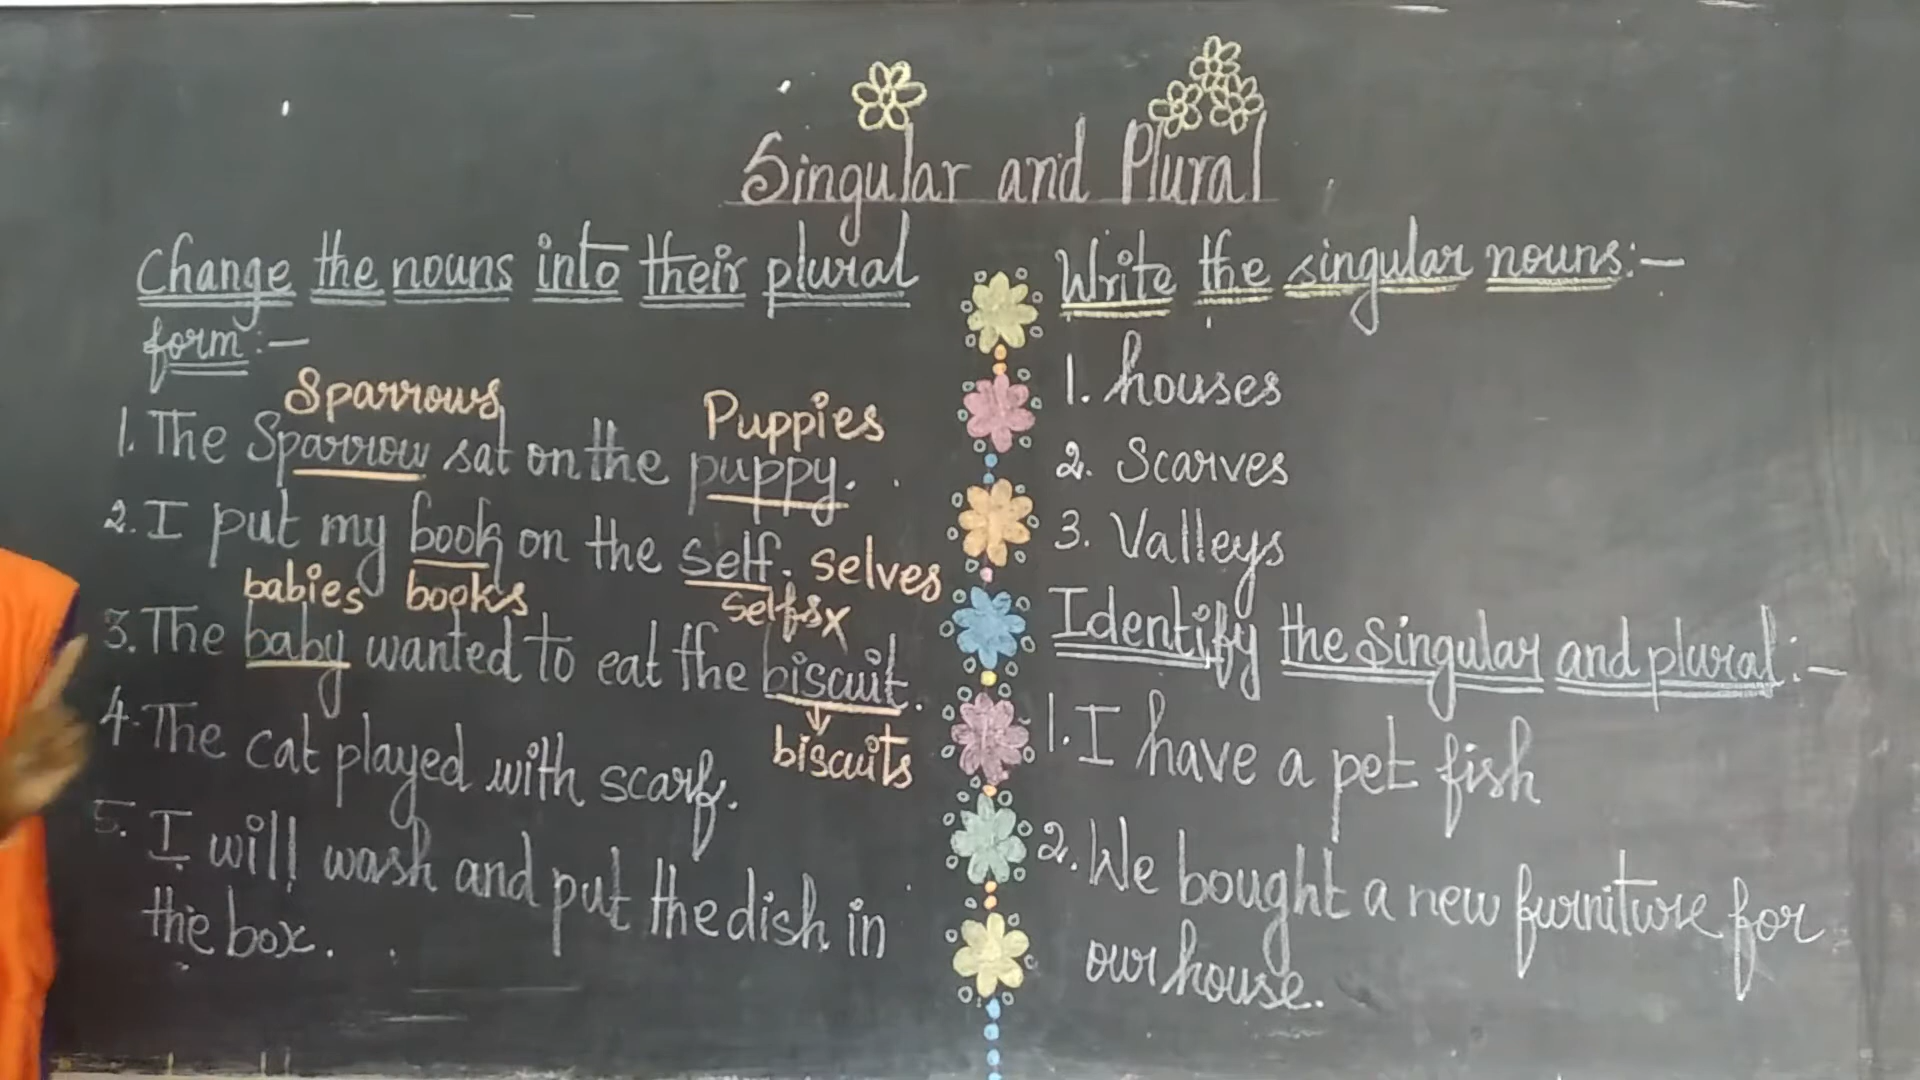 Singular and Plural
Change the nouns into their plural
form:-
Sparrows Puppies
1. The Sparrow sat on the puppy.
2. I put my book on the self. selves
babies books selfsx
3. The baby wanted to eat the biscuit.
biscuits
4. The cat played with scarf.
5. I will wash and put the dish in
the box.
Write the singular nouns:-
1. houses
2. Scarves
3. Valleys
Identify the Singular and plural:-
1. I have a pet fish
2. We bought a new furniture for
our house.